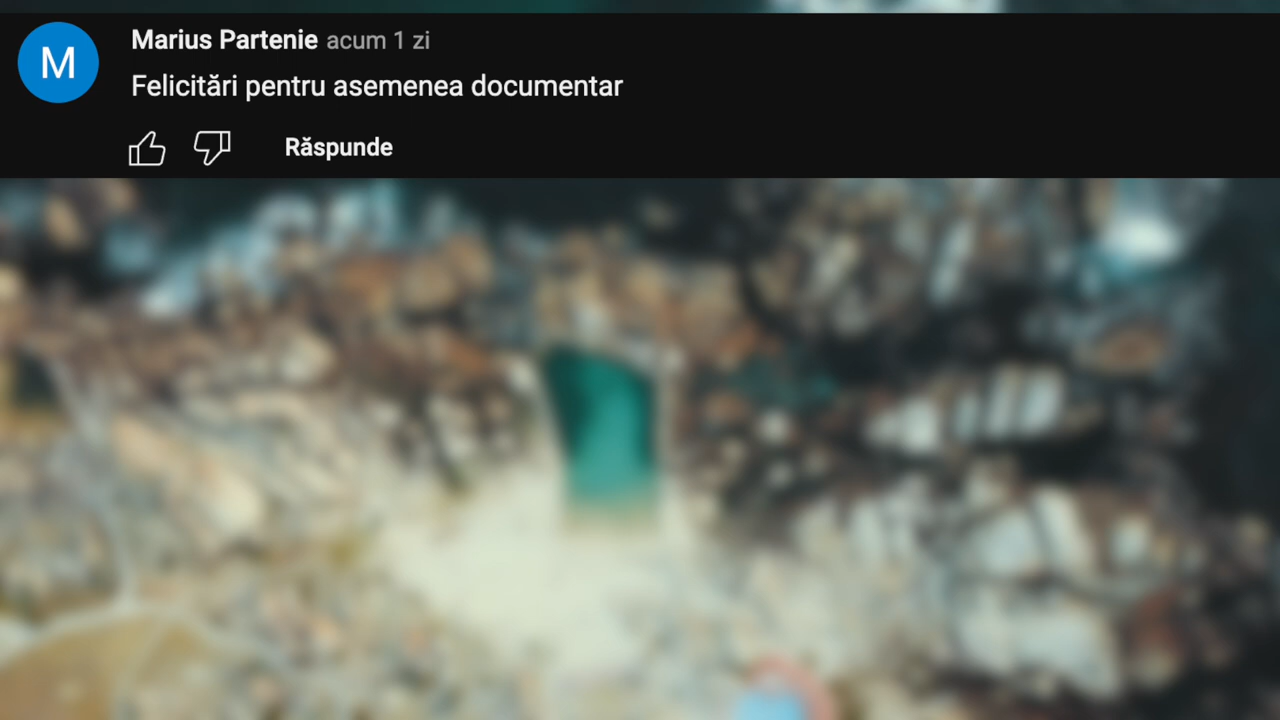 Marius Partenie acum 1 zi
Felicitări pentru asemenea documentar
Răspunde
M